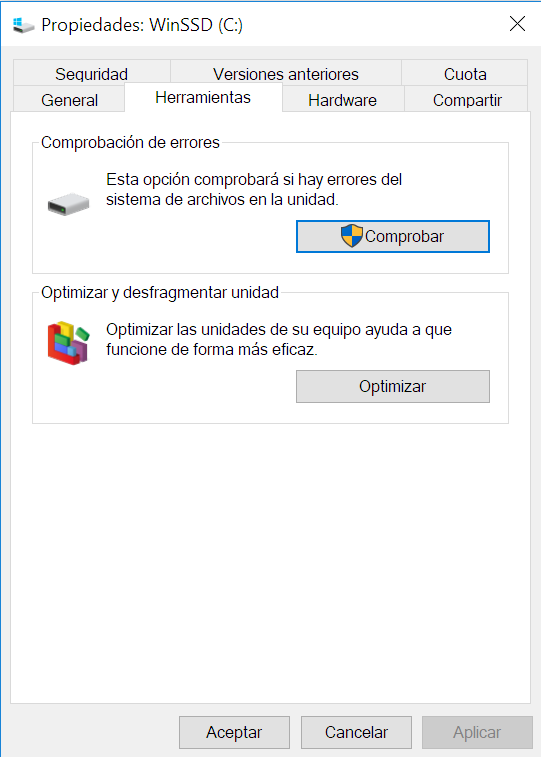 Propiedades: WinSSD (C:)
Seguridad Versiones anteriores Cuota
General Herramientas Hardware Compartir
Comprobación de errores
Esta opción comprobará si hay errores del
sistema de archivos en la unidad.
Comprobar
Optimizar y desfragmentar unidad
Optimizar las unidades de su equipo ayuda a que
funcione de forma más eficaz.
Optimizar
Aceptar Cancelar Aplicar